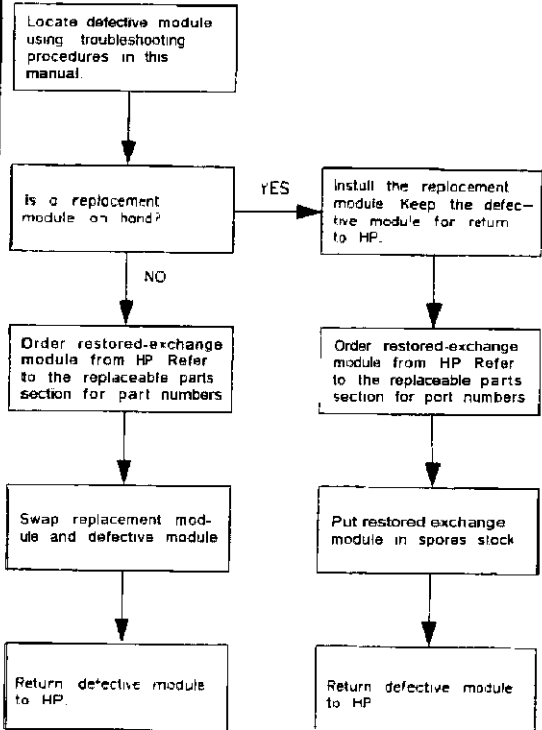 Locate defective module
using troubleshooting
procedures in this
manual.
Is a replacement
module on hand?
YES
Install the replacement
module Keep the defec-
tive module for return
to HP.
NO
Order restored-exchange
module from HP Refer
to the replaceable parts
section for part numbers
Order restored-exchange
module from HP Refer
to the replaceable parts
section for port numbers
Swap replacement mod-
ule and defective module
Put restored exchange
module in spores stock
Return defective module
to HP.
Return defective module
to HP